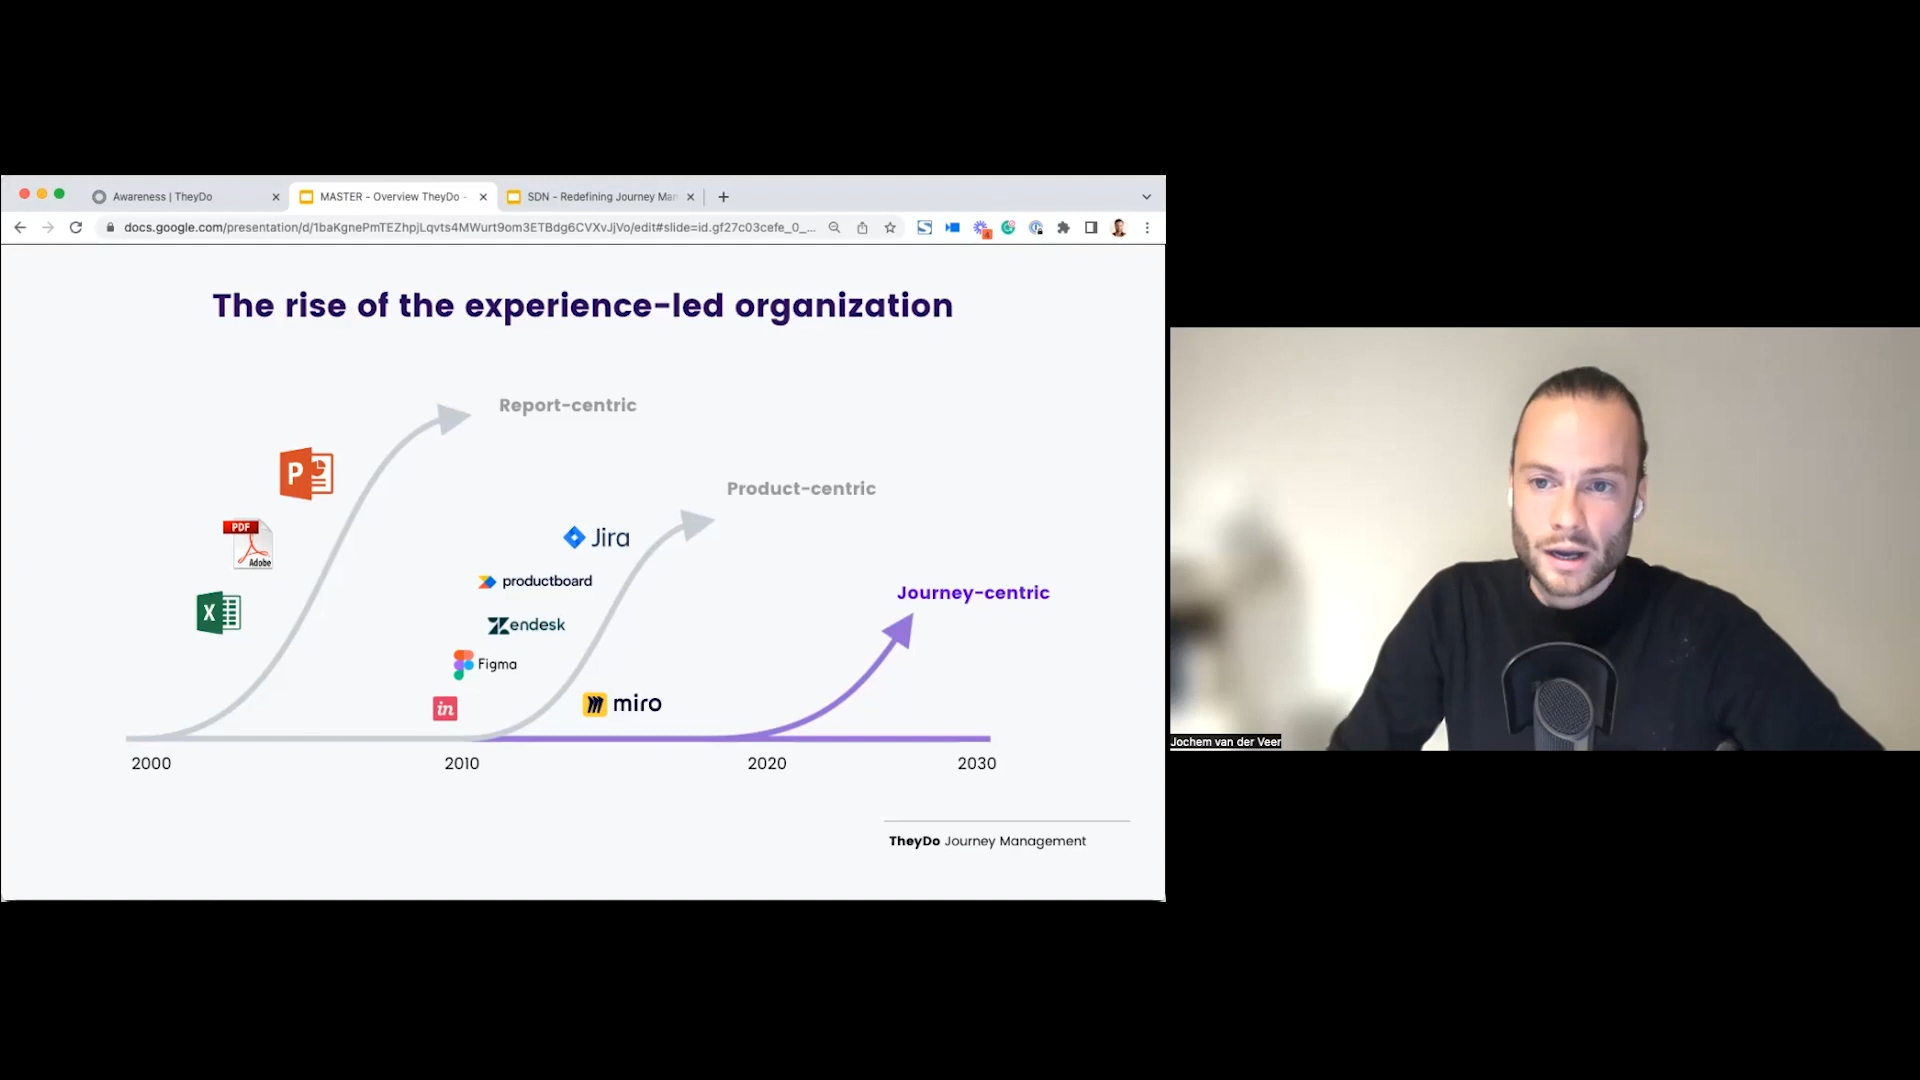 Awareness | TheyDo
MASTER - Overview TheyDo -
SDN - Redefining Journey Man
docs.google.com/presentation/d/1baKgnePmTEZhpjLqvts4MWurt9om3ETBdg6CVXvJjVo/edit#slide=id.gf27c03cefe_0_...
The rise of the experience-led organization
Report-centric
P
Product-centric
PDF
Adobe
Jira
productboard
X
Journey-centric
Zendesk
Figma
in
miro
2000 2010 2020 2030
Jochem van der Veer
TheyDo Journey Management